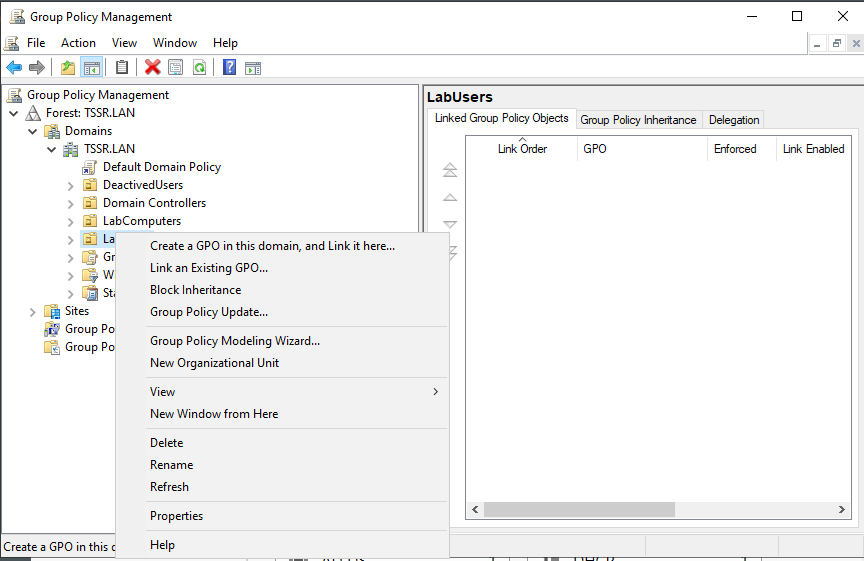 Group Policy Management
File Action View Window Help
Group Policy Management
Forest: TSSR.LAN
Domains
TSSR.LAN
Default Domain Policy
DeactivedUsers
Domain Controllers
LabComputers
La
Gr
W
Sta
Sites
Group Po
Group Po
Create a GPO in this domain, and Link it here...
Link an Existing GPO...
Block Inheritance
Group Policy Update...
Group Policy Modeling Wizard...
New Organizational Unit
View
New Window from Here
Delete
Rename
Refresh
Properties
Help
LabUsers
Linked Group Policy Objects Group Policy Inheritance Delegation
Link Order GPO Enforced Link Enabled
Create a GPO in this d